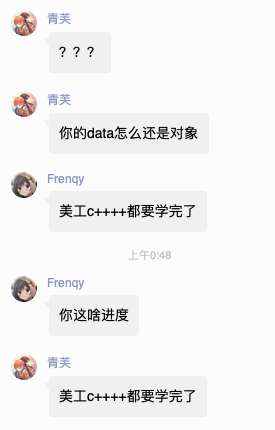 青芙
？？？
青芙
你的data怎么还是对象
Frenqy
美工c++++都要学完了
上午0:48
Frenqy
你这啥进度
青芙
美工c++++都要学完了